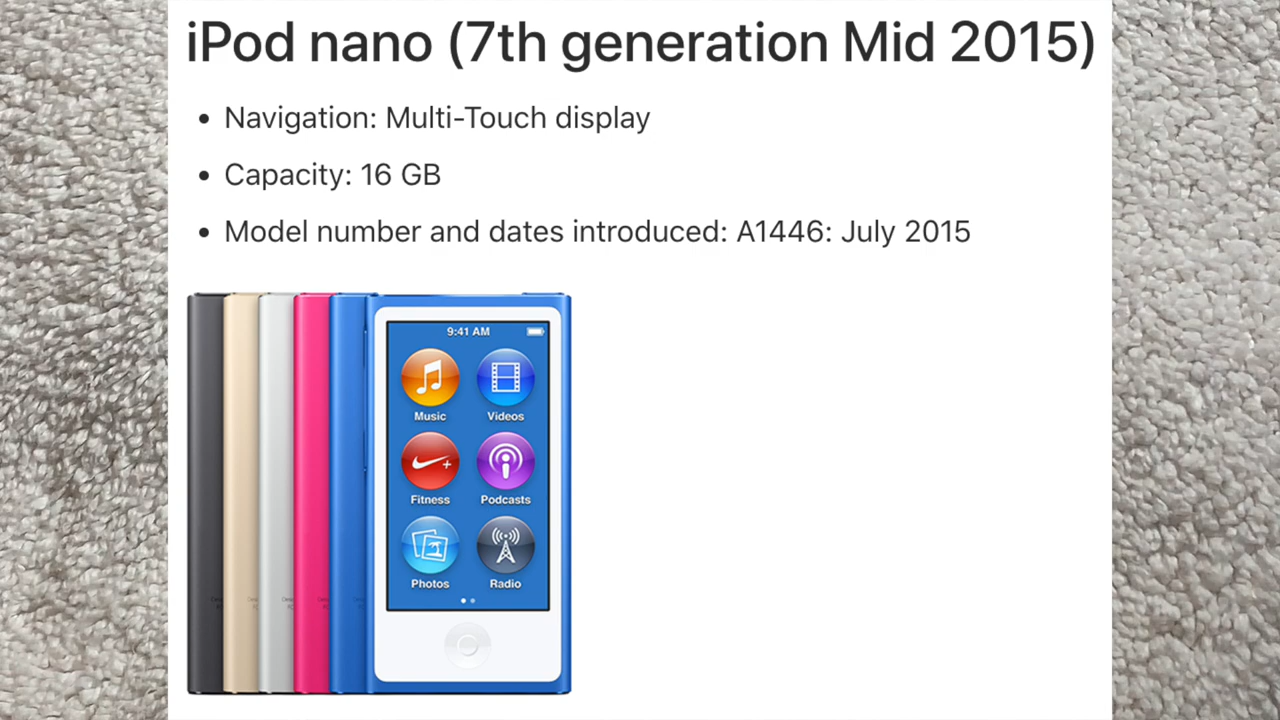 iPod nano (7th generation Mid 2015)
• Navigation: Multi-Touch display
• Capacity: 16 GB
• Model number and dates introduced: A1446: July 2015
9:41 AM
Music Videos
Fitness Podcasts
Photos Radio